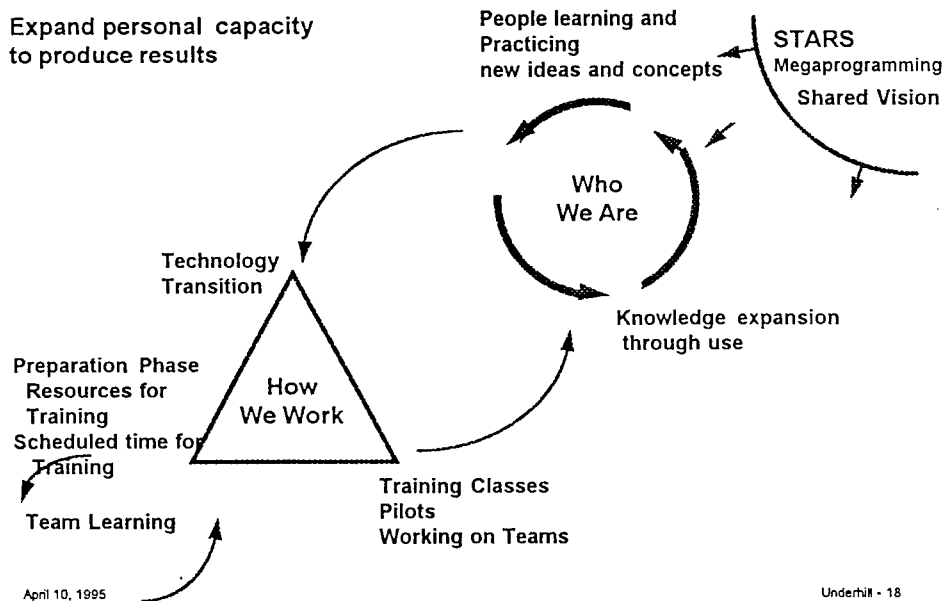 Expand personal capacity
to produce results
People learning and
Practicing
new ideas and concepts
STARS
Megaprogramming
Shared Vision
Who
We Are
Technology
Transition
Knowledge expansion
through use
Preparation Phase
Resources for
Training
Scheduled time for
Training
How
We Work
Team Learning
Training Classes
Pilots
Working on Teams
April 10, 1995
Underhill - 18